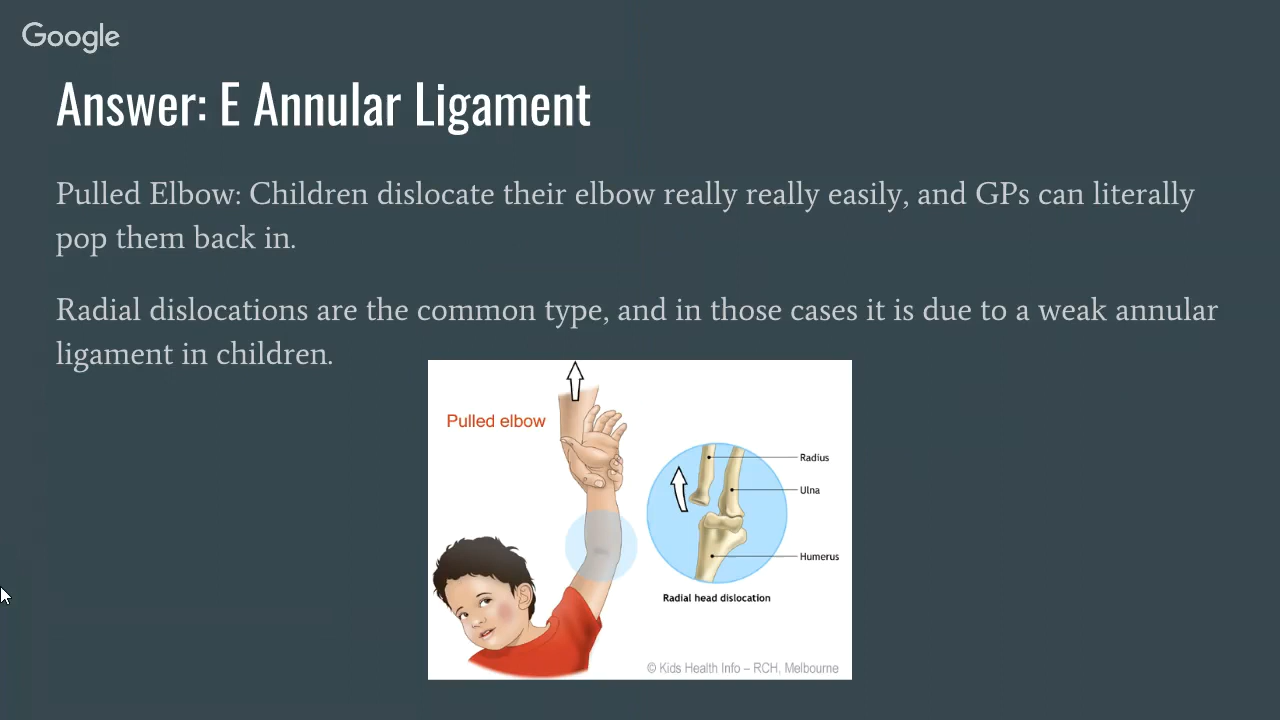 Google
Answer: E Annular Ligament
Pulled Elbow: Children dislocate their elbow really really easily, and GPs can literally
pop them back in.
Radial dislocations are the common type, and in those cases it is due to a weak annular
ligament in children.
Pulled elbow
Radius
Ulna
Humerus
Radial head dislocation
© Kids Health Info – RCH, Melbourne